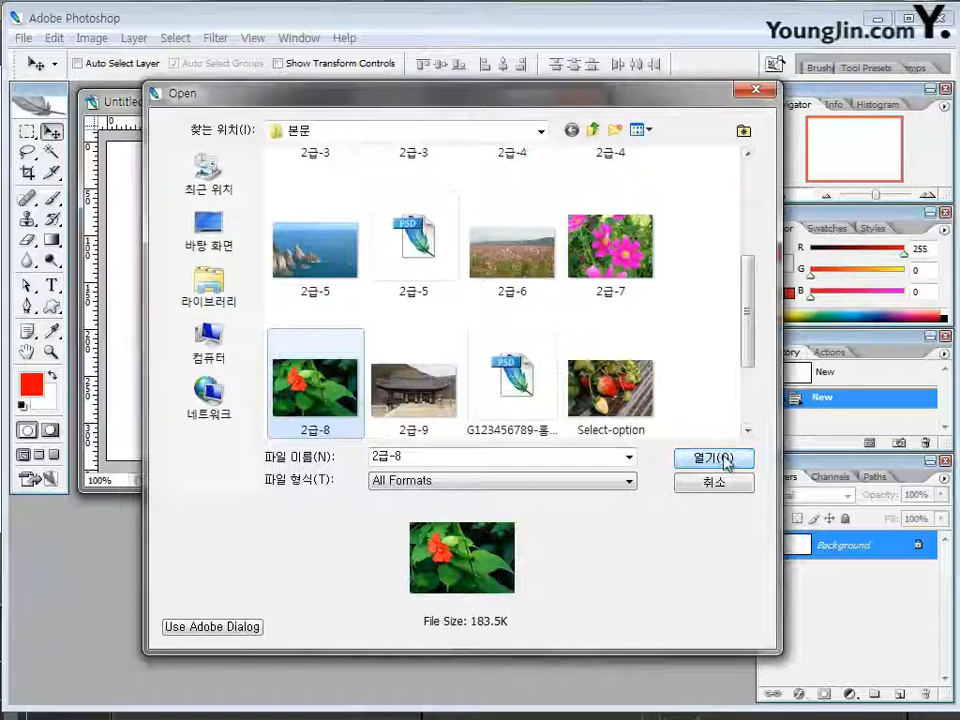 Adobe Photoshop
YoungJin.com Y.
File Edit Image Layer Select Filter View Window Help
Auto Select Layer Auto Select Groups Show Transform Controls
Brush Tool Presets
Open
Untitle
Info Histogram
찾는 위치(I): 본문
2급-3 2급-3 2급-4 2급-4
최근 위치
바탕 화면
라이브러리
컴퓨터
네트워크
PSD
2급-5 2급-5 2급-6 2급-7
PSD
2급-8 2급-9 G123456789-홍... Select-option
파일 이름(N): 2급-8 열기(O)
파일 형식(T): All Formats 취소
File Size: 183.5K
Use Adobe Dialog
Swatches Styles
R 255
G 0
B 0
Actions
New
New
Channels Paths
Opacity: 100%
Fill: 100%
Background
100%